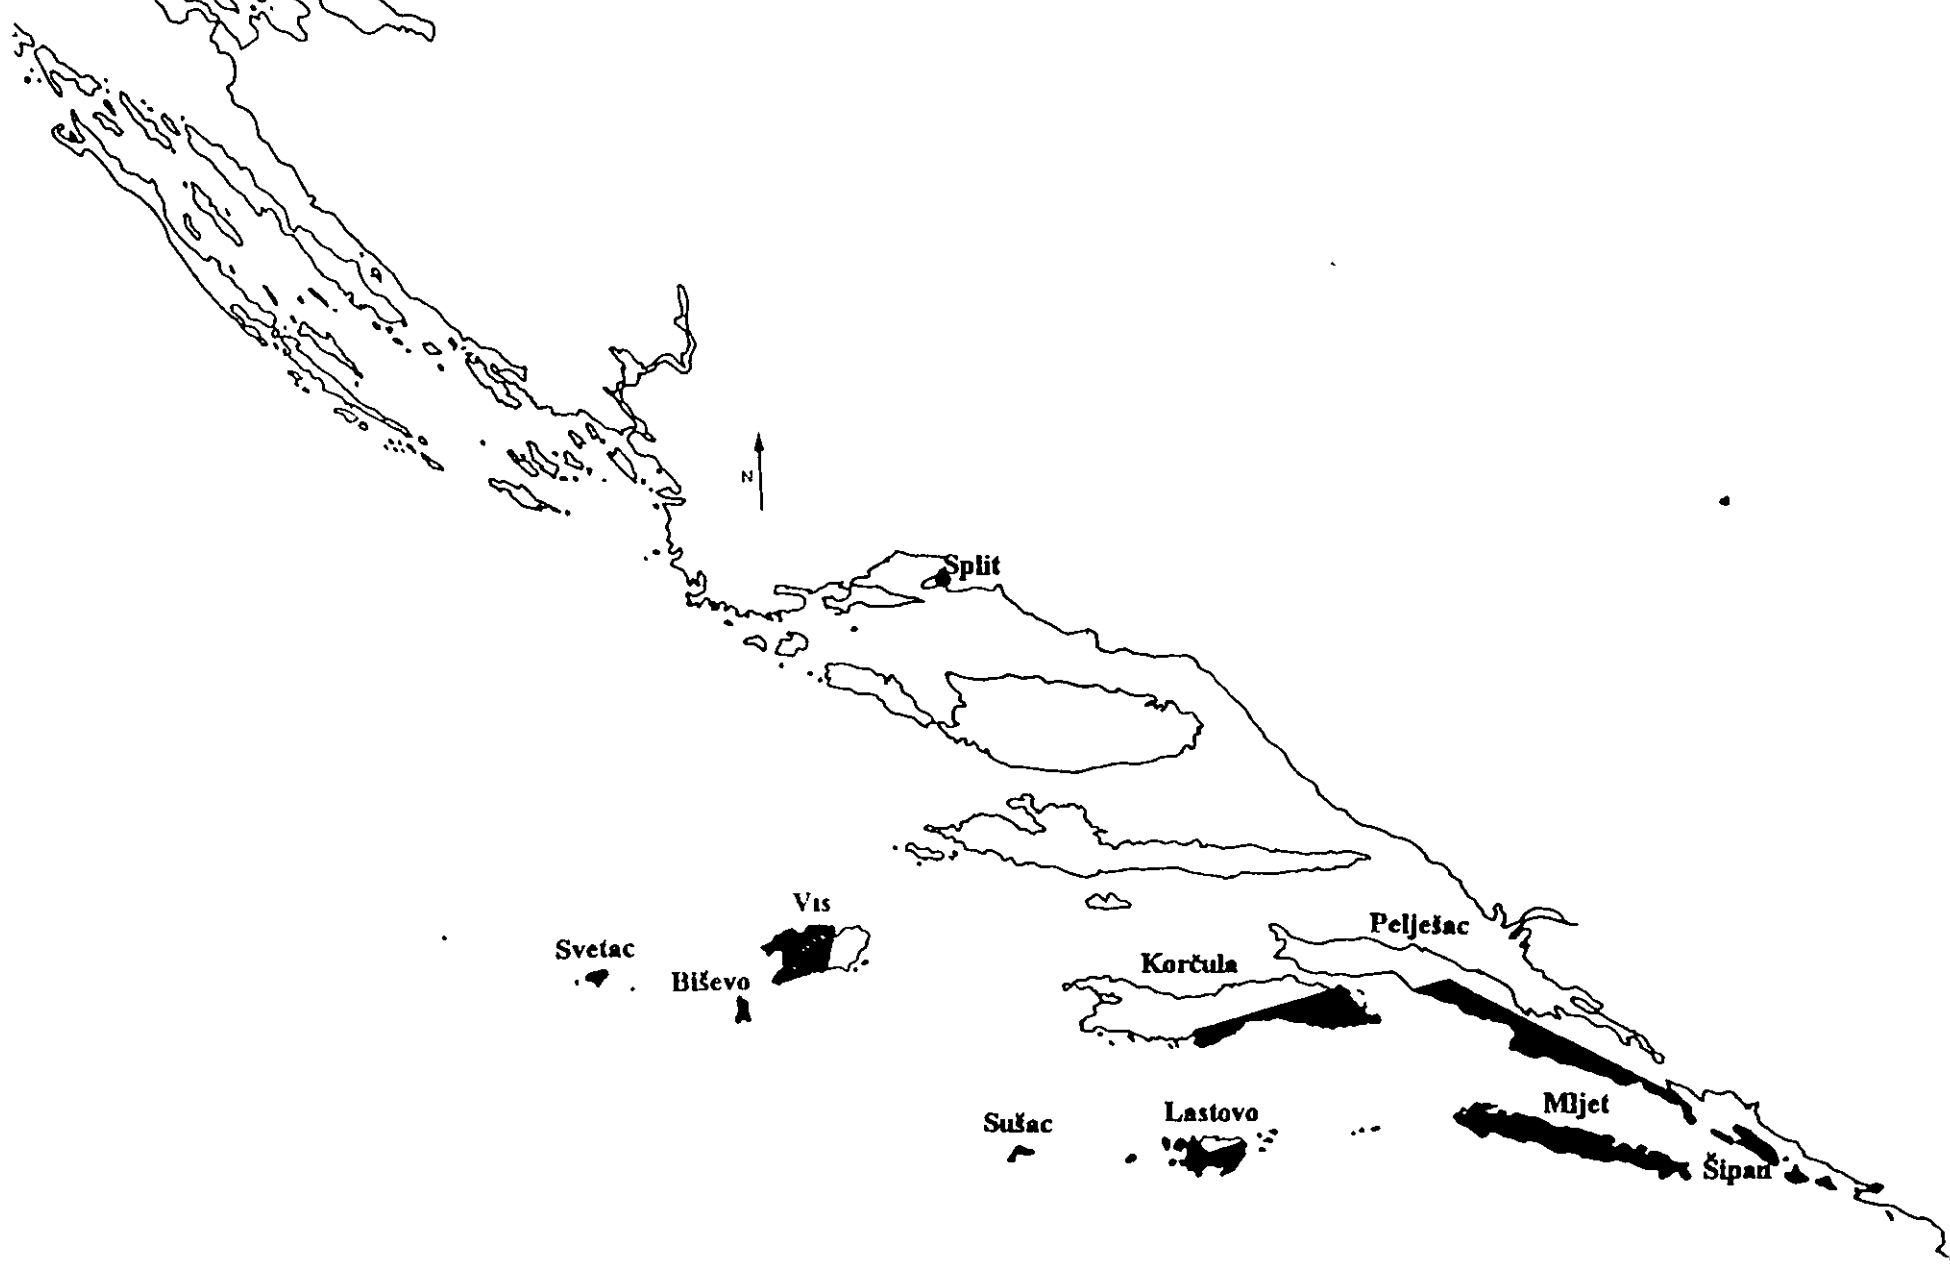 N
Split
Vis
Pelješac
Svetac
Korčula
Biševo
Mljet
Lastovo
Sušac
Šipan